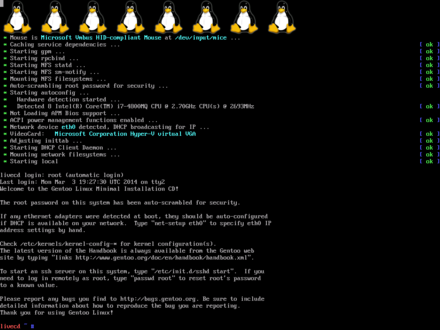 * Mouse is Microsoft Vmbus HID-compliant Mouse at /dev/input/mice ...
* Caching service dependencies ... [ ok ]
* Starting gpm ... [ ok ]
* Starting rpcbind ... [ ok ]
* Starting NFS statd ... [ ok ]
* Starting NFS sm-notify ... [ ok ]
* Mounting NFS filesystems ... [ ok ]
* Auto-scrambling root password for security ... [ ok ]
* Starting autoconfig ...
* Hardware detection started ...
* Detected 8 Intel(R) Core(TM) i7-4800MQ CPU @ 2.70GHz CPU(s) @ 2693MHz
* Not Loading APM Bios support ...
* ACPI power management functions enabled ... [ ok ]
* Network device eth0 detected, DHCP broadcasting for IP ... [ ok ]
* VideoCard: Microsoft Corporation Hyper-V virtual VGA [ ok ]
* Adjusting inittab ... [ ok ]
* Starting DHCP Client Daemon ... [ ok ]
* Mounting network filesystems ... [ ok ]
* Starting local [ ok ]
livecd login: root (automatic login)
Last login: Mon Mar 3 19:27:30 UTC 2014 on tty2
Welcome to the Gentoo Linux Minimal Installation CD!
The root password on this system has been auto-scrambled for security.
If any ethernet adapters were detected at boot, they should be auto-configured
if DHCP is available on your network. Type "net-setup eth0" to specify eth0 IP
address settings by hand.
Check /etc/kernels/kernel-config-* for kernel configuration(s).
The latest version of the Handbook is always available from the Gentoo web
site by typing "links http://www.gentoo.org/doc/en/handbook/handbook.xml".
To start an ssh server on this system, type "/etc/init.d/sshd start". If you
need to log in remotely as root, type "passwd root" to reset root's password
to a known value.
Please report any bugs you find to http://bugs.gentoo.org. Be sure to include
detailed information about how to reproduce the bug you are reporting.
Thank you for using Gentoo Linux!
livecd ~ #